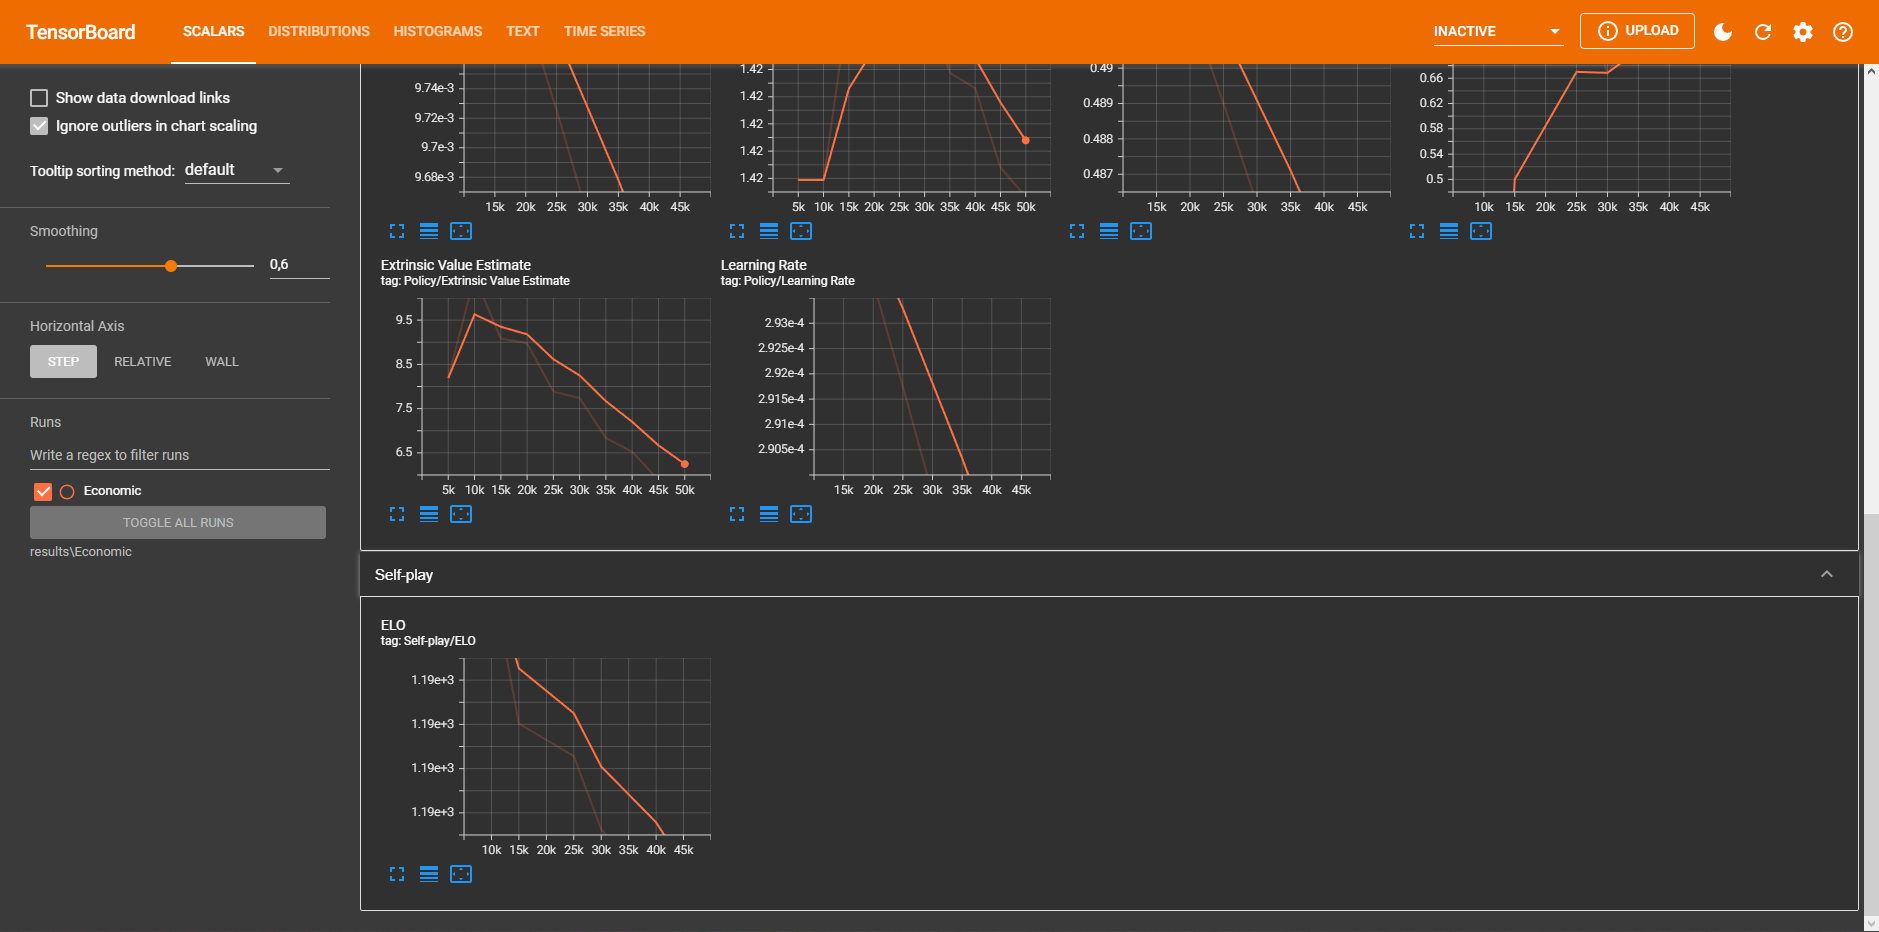 TensorBoard
SCALARS DISTRIBUTIONS HISTOGRAMS TEXT TIME SERIES
INACTIVE UPLOAD
Show data download links
Ignore outliers in chart scaling
Tooltip sorting method: default
Smoothing
0,6
Horizontal Axis
STEP RELATIVE WALL
Runs
Write a regex to filter runs
Economic
TOGGLE ALL RUNS
results\Economic
9.74e-3
9.72e-3
9.7e-3
9.68e-3
15k 20k 25k 30k 35k 40k 45k
1.42
1.42
1.42
1.42
1.42
5k 10k 15k 20k 25k 30k 35k 40k 45k 50k
0.49
0.489
0.488
0.487
15k 20k 25k 30k 35k 40k 45k
0.66
0.62
0.58
0.54
0.5
10k 15k 20k 25k 30k 35k 40k 45k
Extrinsic Value Estimate
tag: Policy/Extrinsic Value Estimate
9.5
8.5
7.5
6.5
5k 10k 15k 20k 25k 30k 35k 40k 45k 50k
Learning Rate
tag: Policy/Learning Rate
2.93e-4
2.925e-4
2.92e-4
2.915e-4
2.91e-4
2.905e-4
15k 20k 25k 30k 35k 40k 45k
Self-play
ELO
tag: Self-play/ELO
1.19e+3
1.19e+3
1.19e+3
1.19e+3
10k 15k 20k 25k 30k 35k 40k 45k